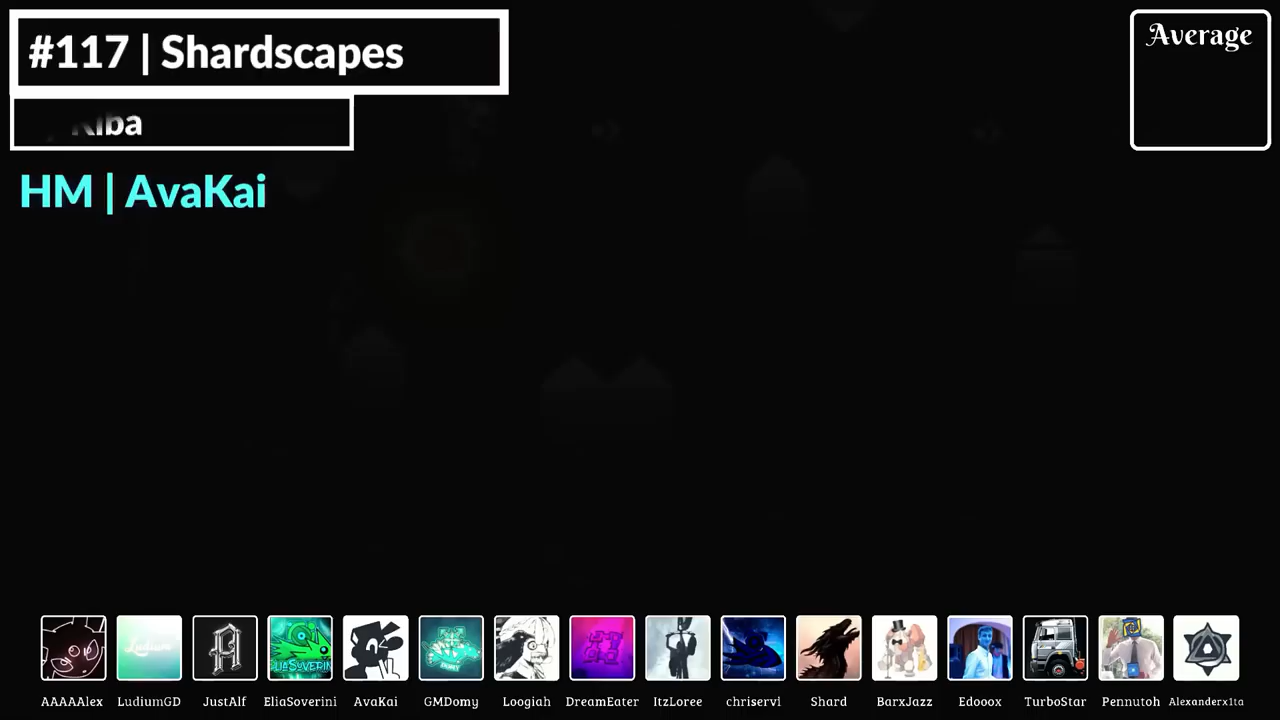 #117 | Shardscapes
Average
HM | AvaKai
AAAAAlex LudiumGD JustAlf EliaSoverini AvaKai GMDomy Loogiah DreamEater ItzLoree chriservi Shard BarxJazz Edooox TurboStar Pennutoh Alexanderx1ta